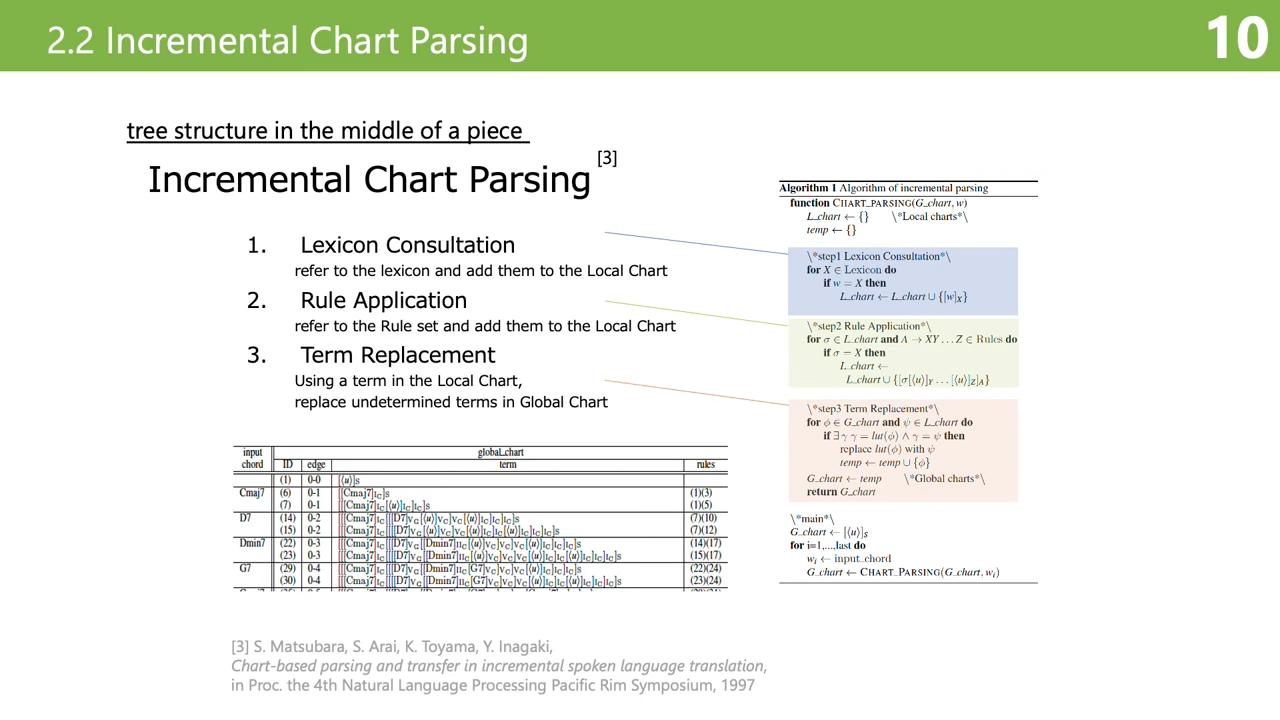 2.2 Incremental Chart Parsing
10
tree structure in the middle of a piece
Incremental Chart Parsing
[3]
1. Lexicon Consultation
refer to the lexicon and add them to the Local Chart
2. Rule Application
refer to the Rule set and add them to the Local Chart
3. Term Replacement
Using a term in the Local Chart,
replace undetermined terms in Global Chart
Algorithm 1 Algorithm of incremental parsing
function CHART_PARSING(G_chart, w)
L_chart ← {} \*Local charts*\
temp ← {}
\*step1 Lexicon Consultation*\
for X ∈ Lexicon do
if w = X then
L_chart ← L_chart ∪ {[w]X}
\*step2 Rule Application*\
for σ ∈ L_chart and A → XY ... Z ∈ Rules do
if σ = X then
L_chart ←
L_chart ∪ {[σ[⟨u⟩]Y ... [⟨u⟩]Z]A}
\*step3 Term Replacement*\
for ϕ ∈ G_chart and ψ ∈ L_chart do
if ∃γ γ = lut(ϕ) ∧ γ = ψ then
replace lut(ϕ) with ψ
temp ← temp ∪ {ϕ}
G_chart ← temp \*Global charts*\
return G_chart
\*main*\
G_chart ← [⟨u⟩]S
for i=1,...,last do
wi ← input_chord
G_chart ← CHART_PARSING(G_chart, wi)
input global_chart
chord ID edge term rules
(1) 0-0 [⟨u⟩]S
Cmaj7 (6) 0-1 [[Cmaj7]IC]S (1)(3)
(7) 0-1 [[[Cmaj7]IC[⟨u⟩]IC]IC]S (1)(5)
D7 (14) 0-2 (7)(10)
(15) 0-2 (7)(12)
Dmin7 (22) 0-3 (14)(17)
(23) 0-3 (15)(17)
G7 (29) 0-4 (22)(24)
(30) 0-4 (23)(24)
[3] S. Matsubara, S. Arai, K. Toyama, Y. Inagaki,
Chart-based parsing and transfer in incremental spoken language translation,
in Proc. the 4th Natural Language Processing Pacific Rim Symposium, 1997